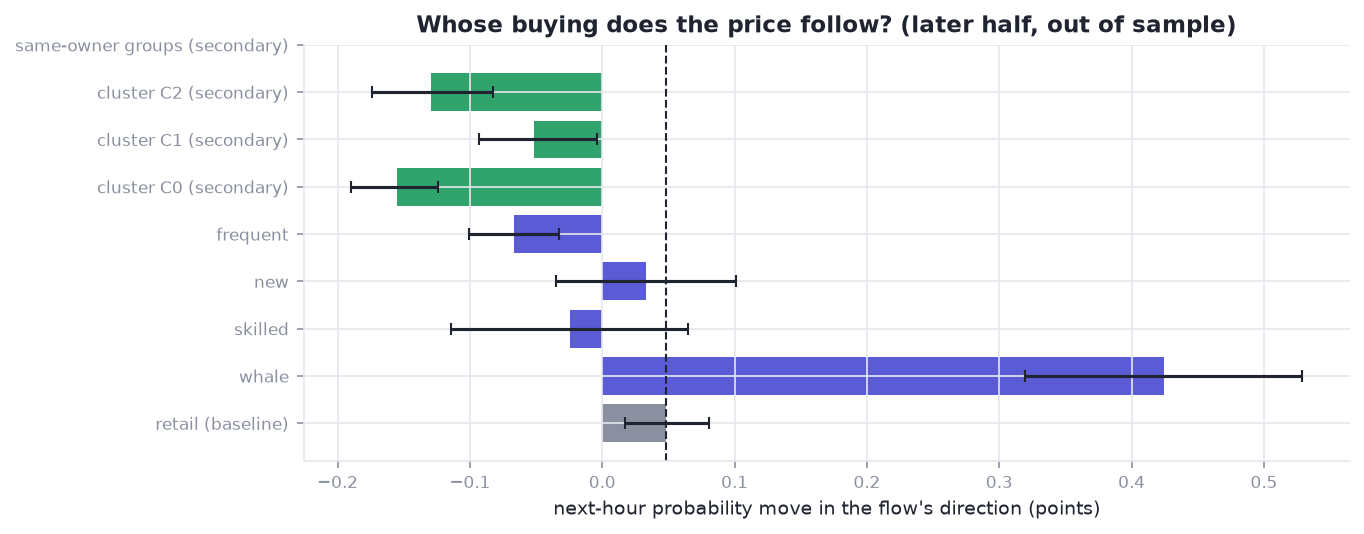 Whose buying does the price follow? (later half, out of sample)
same-owner groups (secondary)
cluster C2 (secondary)
cluster C1 (secondary)
cluster C0 (secondary)
frequent
new
skilled
whale
retail (baseline)
−0.2 −0.1 0.0 0.1 0.2 0.3 0.4 0.5
next-hour probability move in the flow's direction (points)